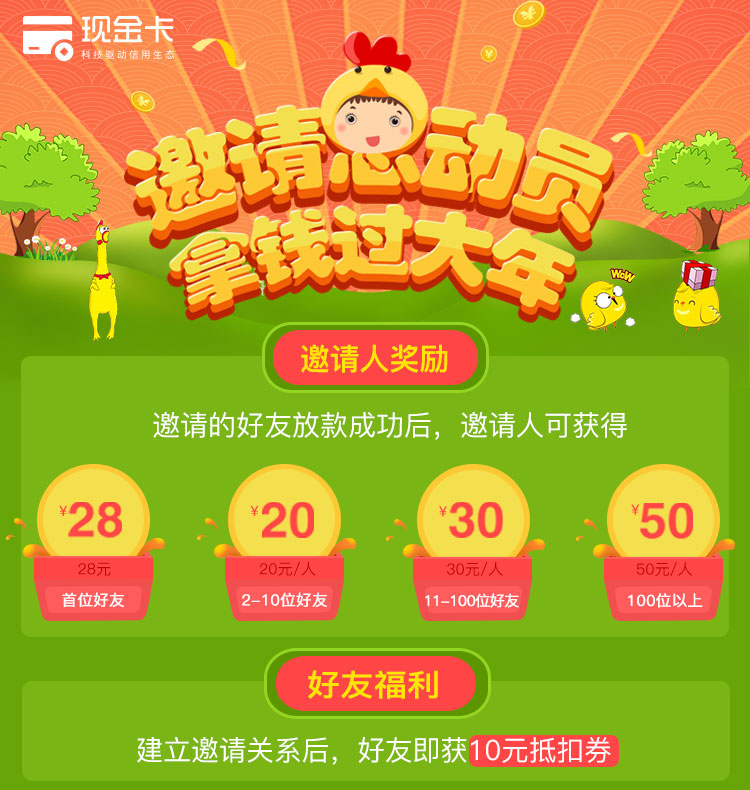 现金卡
科技驱动信用生态
邀请总动员
拿钱过大年
WoW
邀请人奖励
邀请的好友放款成功后，邀请人可获得
¥28 ¥20 ¥30 ¥50
28元 20元/人 30元/人 50元/人
首位好友 2-10位好友 11-100位好友 100位以上
好友福利
建立邀请关系后，好友即获10元抵扣券